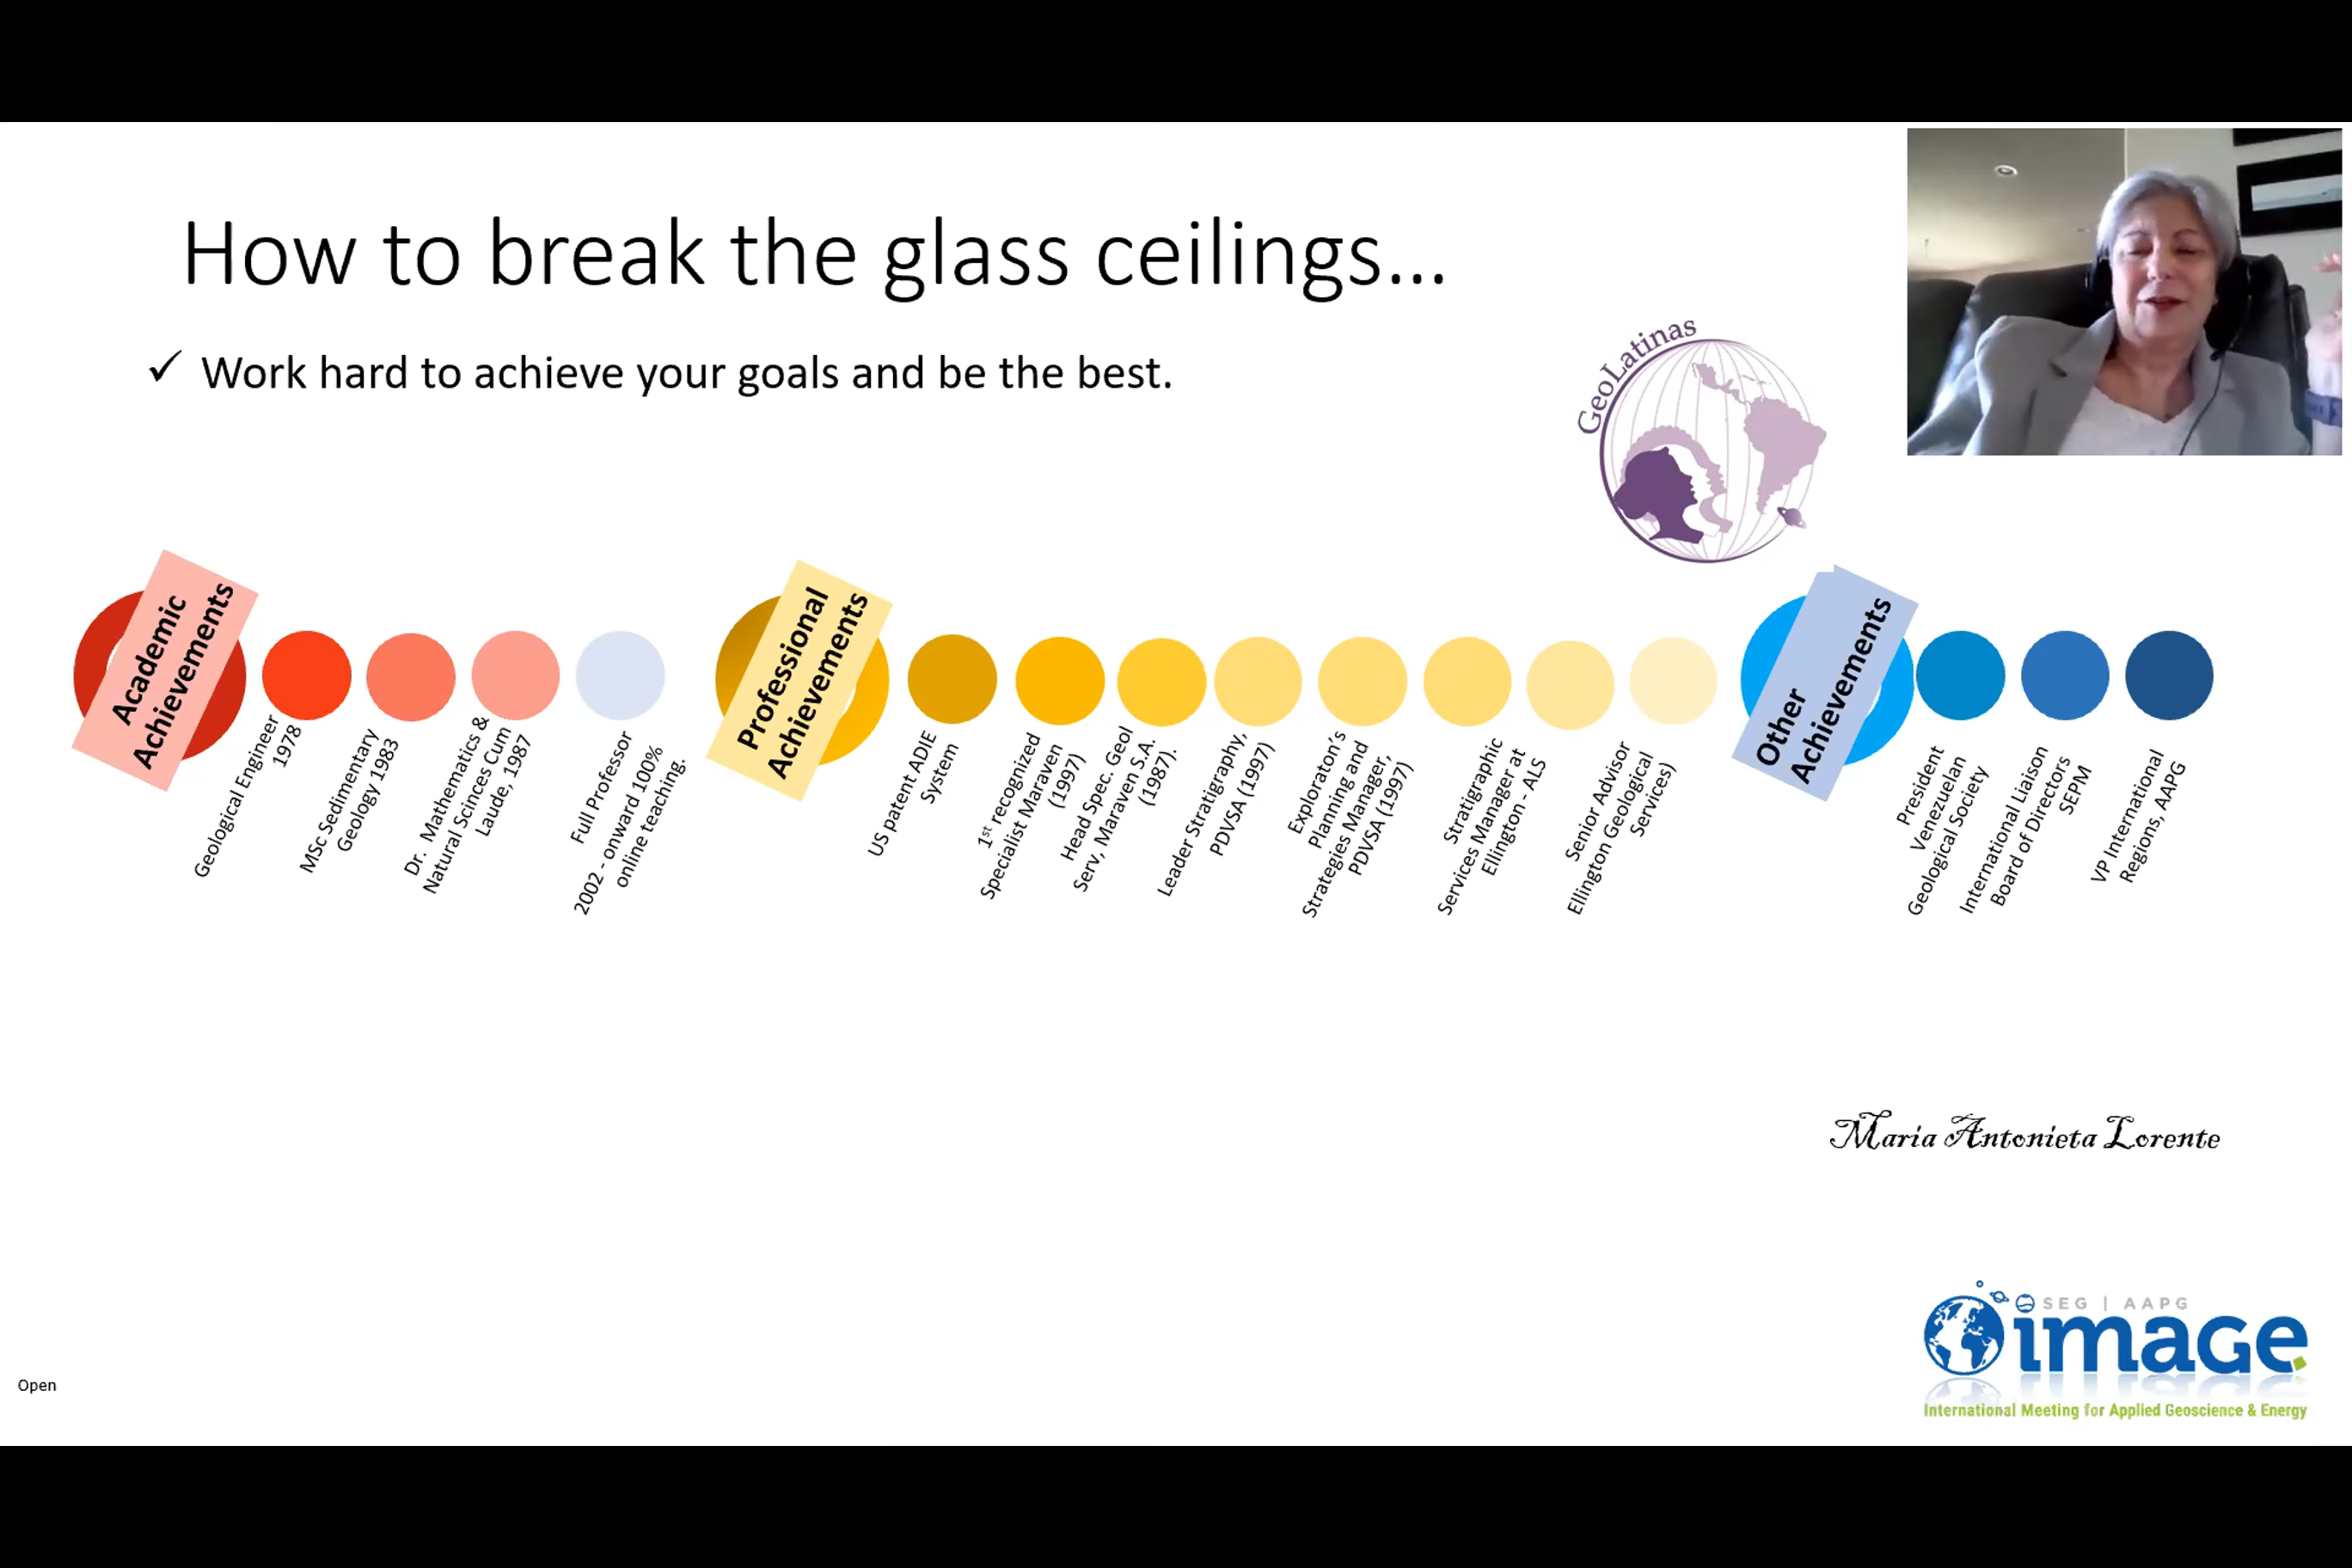 How to break the glass ceilings...
✓ Work hard to achieve your goals and be the best.
GeoLatinas
Academic
Achievements
Geological Engineer
1978
MSc Sedimentary
Geology 1983
Dr. Mathematics &
Natural Scinces Cum
Laude, 1987
Full Professor
2002 - onward 100%
online teaching.
Professional
Achievements
US patent ADIE
System
1st recognized
Specialist Maraven
(1997)
Head Spec. Geol
Serv, Maraven S.A.
(1987).
Leader Stratigraphy,
PDVSA (1997)
Exploraton's
Planning and
Strategies Manager,
PDVSA (1997)
Stratigraphic
Services Manager at
Ellington - ALS
Senior Advisor
Ellington Geological
Services)
Other
Achievements
President
Venezuelan
Geological Society
International Liaison
Board of Directors
SEPM
VP International
Regions, AAPG
Maria Antonieta Lorente
SEG | AAPG
image
International Meeting for Applied Geoscience & Energy
Open